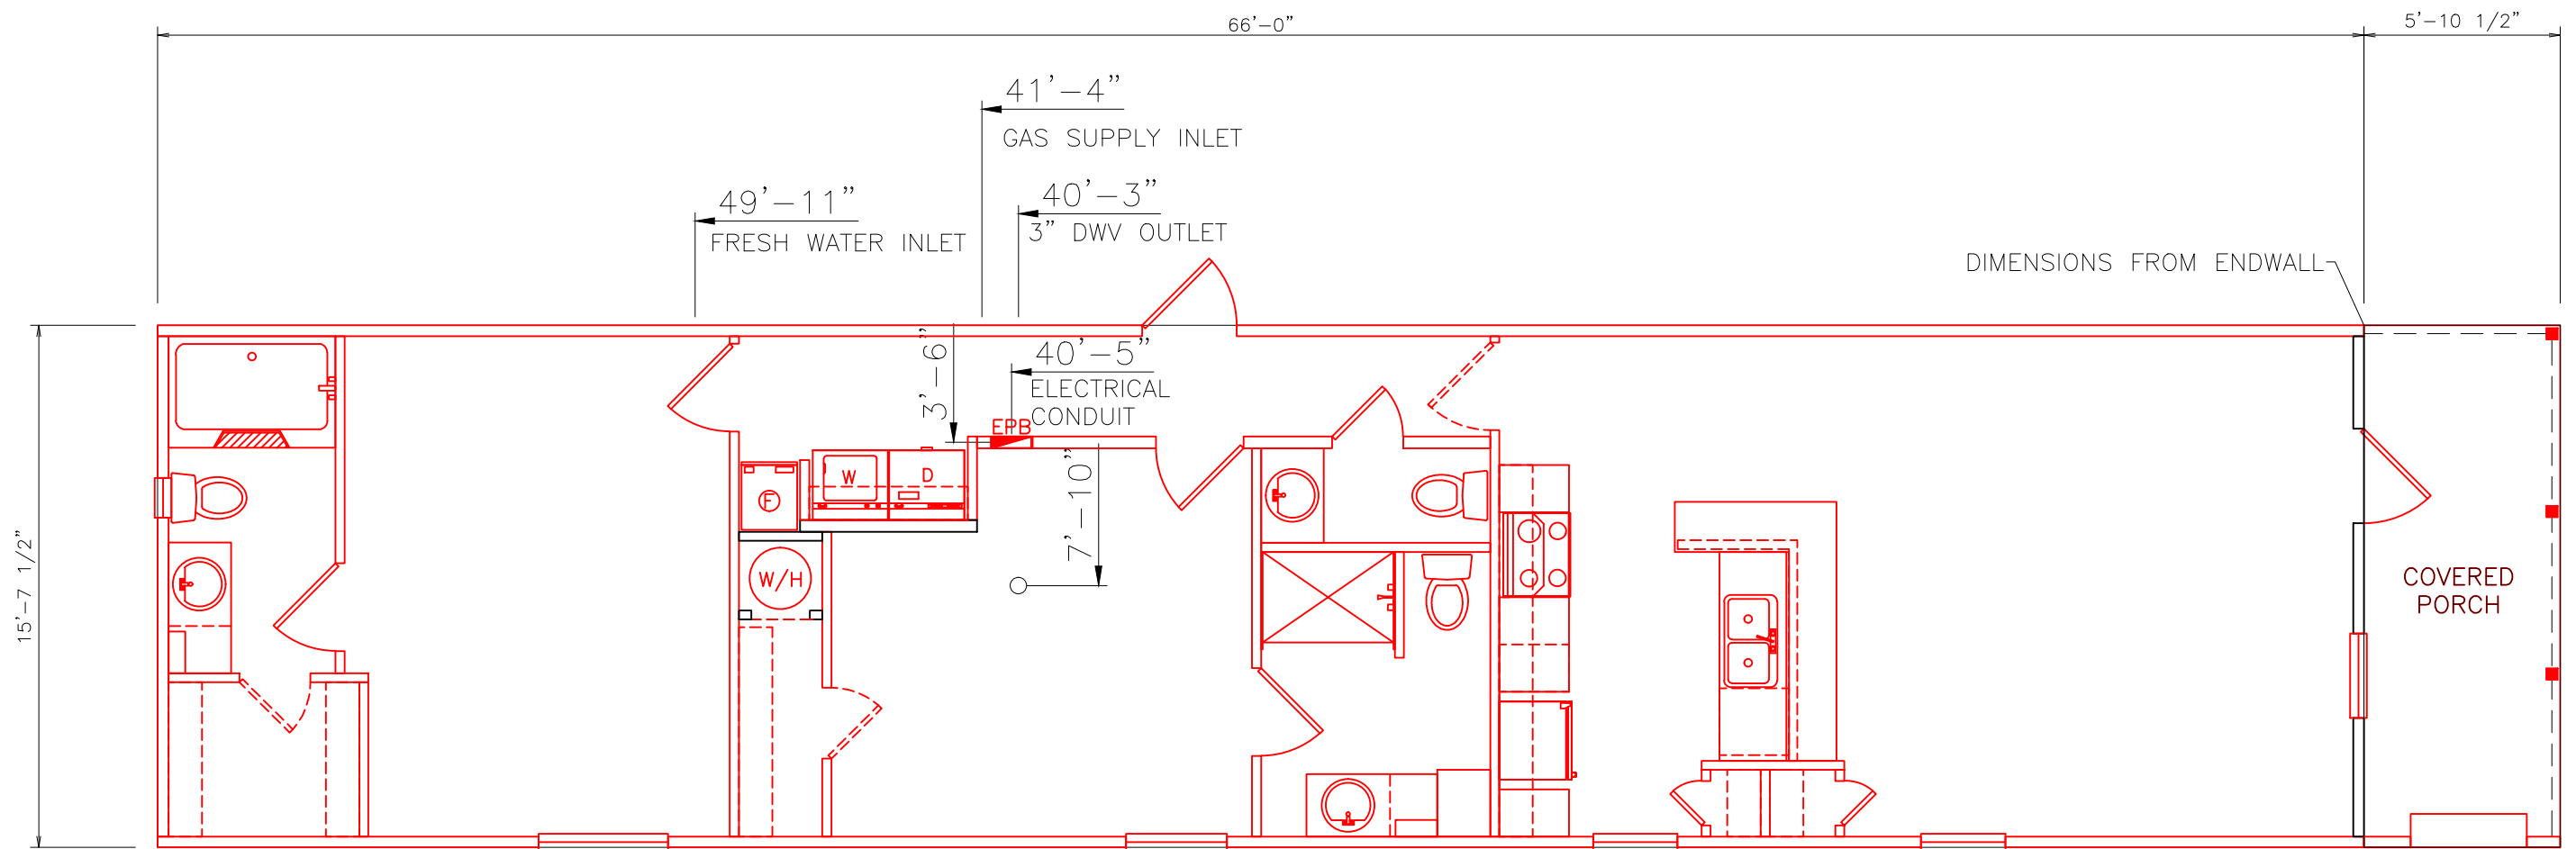 66'-0"
5'-10 1/2"
41'-4"
GAS SUPPLY INLET
49'-11"
FRESH WATER INLET
40'-3"
3" DWV OUTLET
DIMENSIONS FROM ENDWALL
3'-6"
40'-5"
ELECTRICAL
CONDUIT
EPB
7'-10"
W
D
F
W/H
15'-7 1/2"
COVERED
PORCH